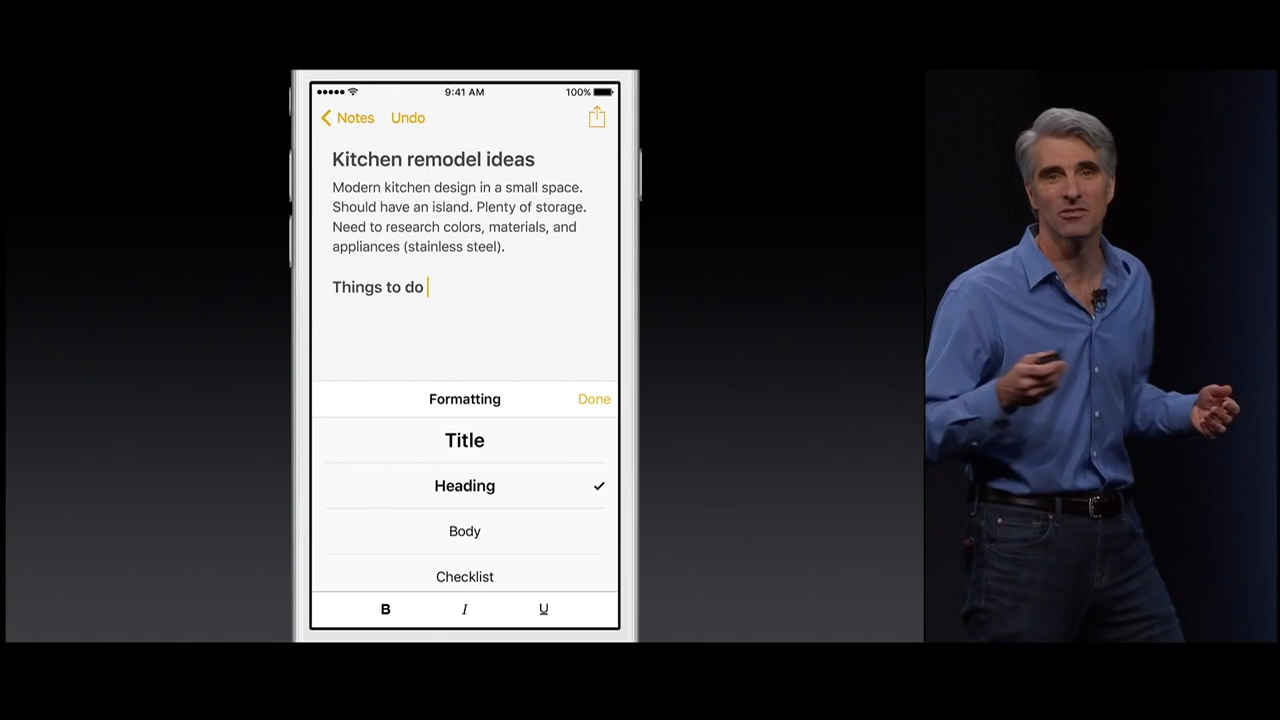 9:41 AM
100%
Notes Undo
Kitchen remodel ideas
Modern kitchen design in a small space.
Should have an island. Plenty of storage.
Need to research colors, materials, and
appliances (stainless steel).
Things to do
Formatting Done
Title
Heading
Body
Checklist
B I U